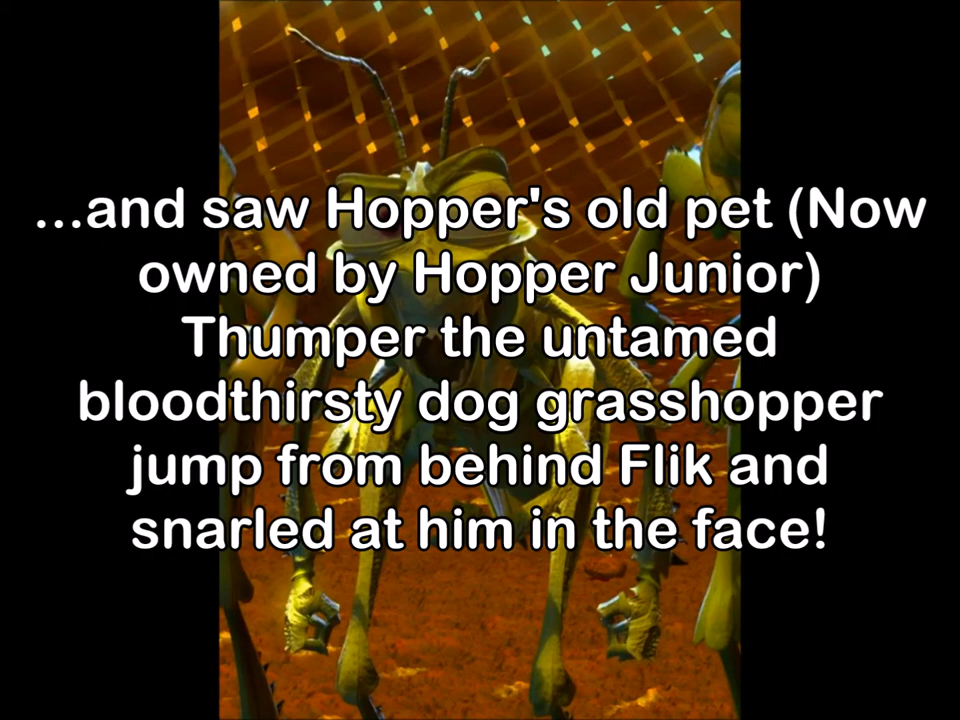 ...and saw Hopper's old pet (Now
owned by Hopper Junior)
Thumper the untamed
bloodthirsty dog grasshopper
jump from behind Flik and
snarled at him in the face!